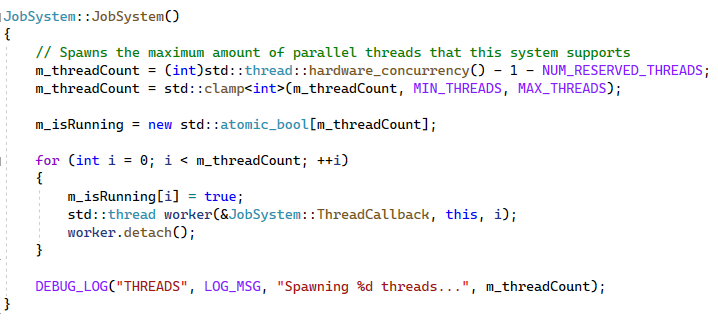 JobSystem::JobSystem()
{
    // Spawns the maximum amount of parallel threads that this system supports
    m_threadCount = (int)std::thread::hardware_concurrency() - 1 - NUM_RESERVED_THREADS;
    m_threadCount = std::clamp<int>(m_threadCount, MIN_THREADS, MAX_THREADS);

    m_isRunning = new std::atomic_bool[m_threadCount];

    for (int i = 0; i < m_threadCount; ++i)
    {
        m_isRunning[i] = true;
        std::thread worker(&JobSystem::ThreadCallback, this, i);
        worker.detach();
    }

    DEBUG_LOG("THREADS", LOG_MSG, "Spawning %d threads...", m_threadCount);
}